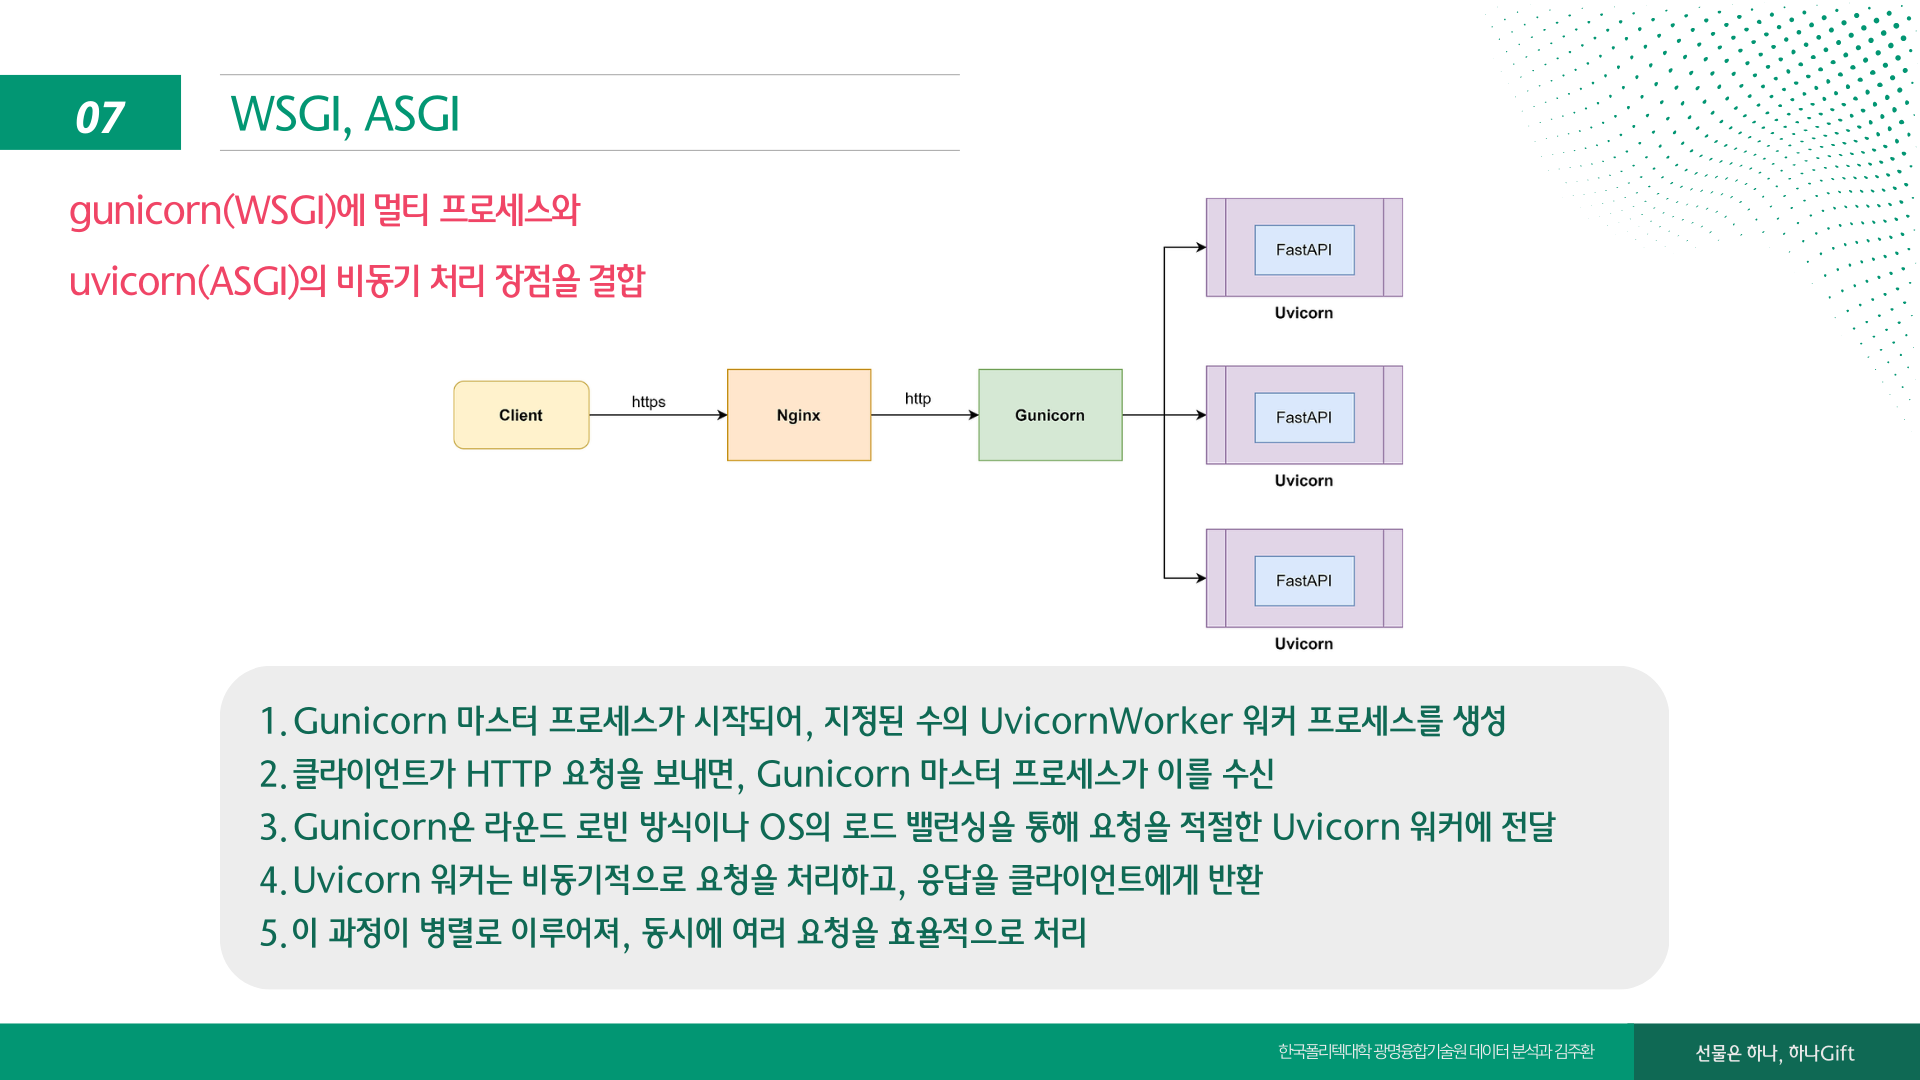 07
WSGI, ASGI
gunicorn(WSGI)에 멀티 프로세스와
uvicorn(ASGI)의 비동기 처리 장점을 결합
Client
https
Nginx
http
Gunicorn
FastAPI
Uvicorn
FastAPI
Uvicorn
FastAPI
Uvicorn
1. Gunicorn 마스터 프로세스가 시작되어, 지정된 수의 UvicornWorker 워커 프로세스를 생성
2. 클라이언트가 HTTP 요청을 보내면, Gunicorn 마스터 프로세스가 이를 수신
3. Gunicorn은 라운드 로빈 방식이나 OS의 로드 밸런싱을 통해 요청을 적절한 Uvicorn 워커에 전달
4. Uvicorn 워커는 비동기적으로 요청을 처리하고, 응답을 클라이언트에게 반환
5. 이 과정이 병렬로 이루어져, 동시에 여러 요청을 효율적으로 처리
한국폴리텍대학 광명융합기술원 데이터 분석과 김주환
선물은 하나, 하나Gift